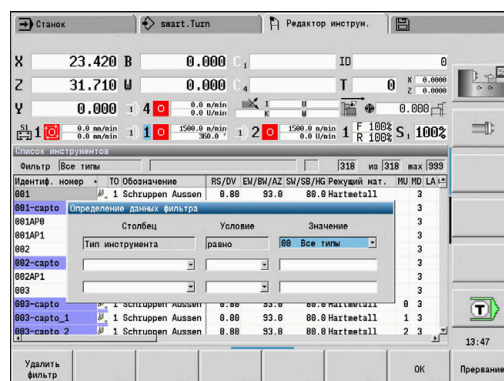 Станок smart.Turn Редактор инструм.
X 23.420 B 0.000 C 1 ID 0
Z 31.710 U 0.000 C 4 T 0 X 0.0000 Z 0.0000
Y 0.000 4 0 0.0 m/min 0.0 U/min I K U W 0.000
S1 1 0 0.0 m/min 0.0 mm/min 1 0 1500.0 m/min 360.0 ° 2 0 1500.0 m/min 0.0 U/min 1 F 100% R 100% S 1 100%
Список инструментов
Фильтр Все типы 318 из 318 max 999
Идентиф. номер TO Обозначение RS/DV EW/BW/AZ SW/SB/HG Режущий мат. MU MD LA
001 1 Schruppen Aussen 0.80 93.0 80.0 Hartmetall 3
001-capto 3
Определение данных фильтра
001AP0 3
Столбец Условие Значение
001AP1 3
002 3
Тип инструмента равно 00 Все типы
002-capto 3
002AP1 3
003 3
003-capto 1 Schruppen Aussen 0.80 93.0 80.0 Hartmetall 0 3
003-capto_1 1 Schruppen Aussen 0.80 93.0 80.0 Hartmetall 1 3
003-capto_2 1 Schruppen Aussen 0.80 93.0 80.0 Hartmetall 2 3
T
13:47
Удалить фильтр OK Прерывание